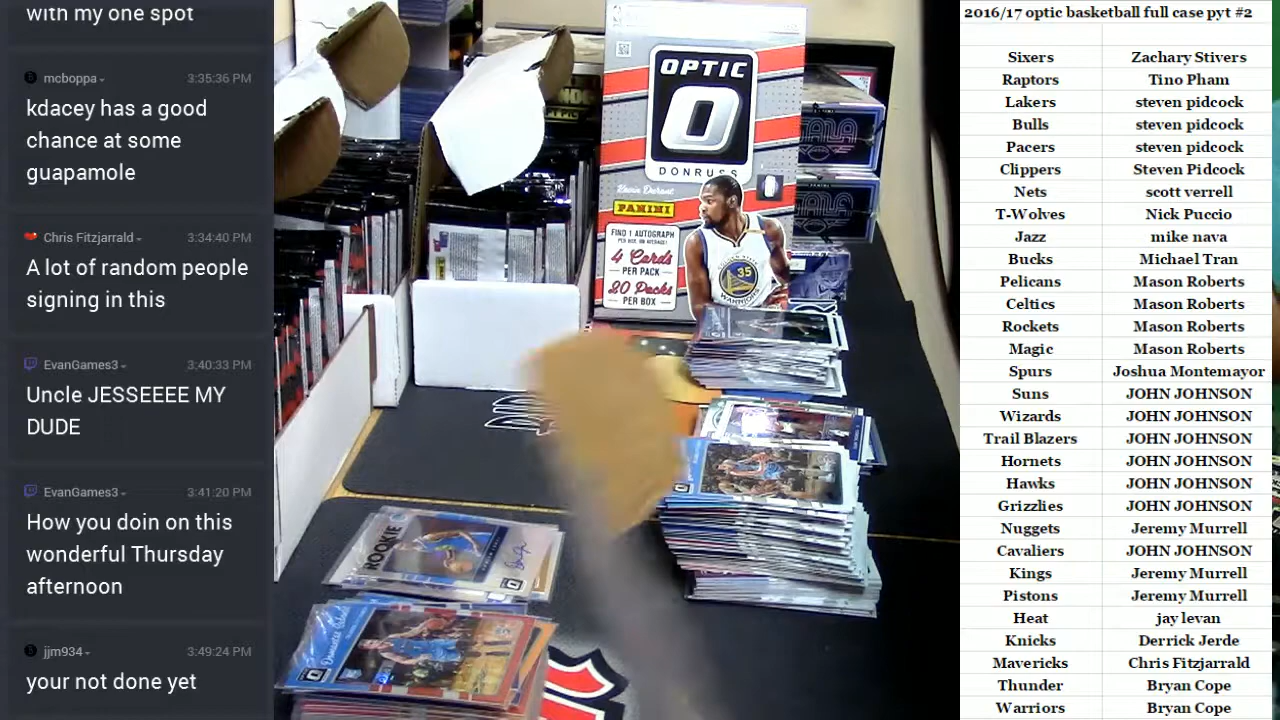 with my one spot
mcboppa 3:35:36 PM
kdacey has a good
chance at some
guapamole
Chris Fitzjarrald 3:34:40 PM
A lot of random people
signing in this
EvanGames3 3:40:33 PM
Uncle JESSEEEE MY
DUDE
EvanGames3 3:41:20 PM
How you doin on this
wonderful Thursday
afternoon
jjm934 3:49:24 PM
your not done yet
OPTIC
DONRUSS
Kevin Durant
PANINI
FIND 1 AUTOGRAPH
PER BOX, ON AVERAGE!
4 Cards
PER PACK
20 Packs
PER BOX
35
WARRIORS
ROOKIE
2016/17 optic basketball full case pyt #2
Sixers Zachary Stivers
Raptors Tino Pham
Lakers steven pidcock
Bulls steven pidcock
Pacers steven pidcock
Clippers Steven Pidcock
Nets scott verrell
T-Wolves Nick Puccio
Jazz mike nava
Bucks Michael Tran
Pelicans Mason Roberts
Celtics Mason Roberts
Rockets Mason Roberts
Magic Mason Roberts
Spurs Joshua Montemayor
Suns JOHN JOHNSON
Wizards JOHN JOHNSON
Trail Blazers JOHN JOHNSON
Hornets JOHN JOHNSON
Hawks JOHN JOHNSON
Grizzlies JOHN JOHNSON
Nuggets Jeremy Murrell
Cavaliers JOHN JOHNSON
Kings Jeremy Murrell
Pistons Jeremy Murrell
Heat jay levan
Knicks Derrick Jerde
Mavericks Chris Fitzjarrald
Thunder Bryan Cope
Warriors Bryan Cope